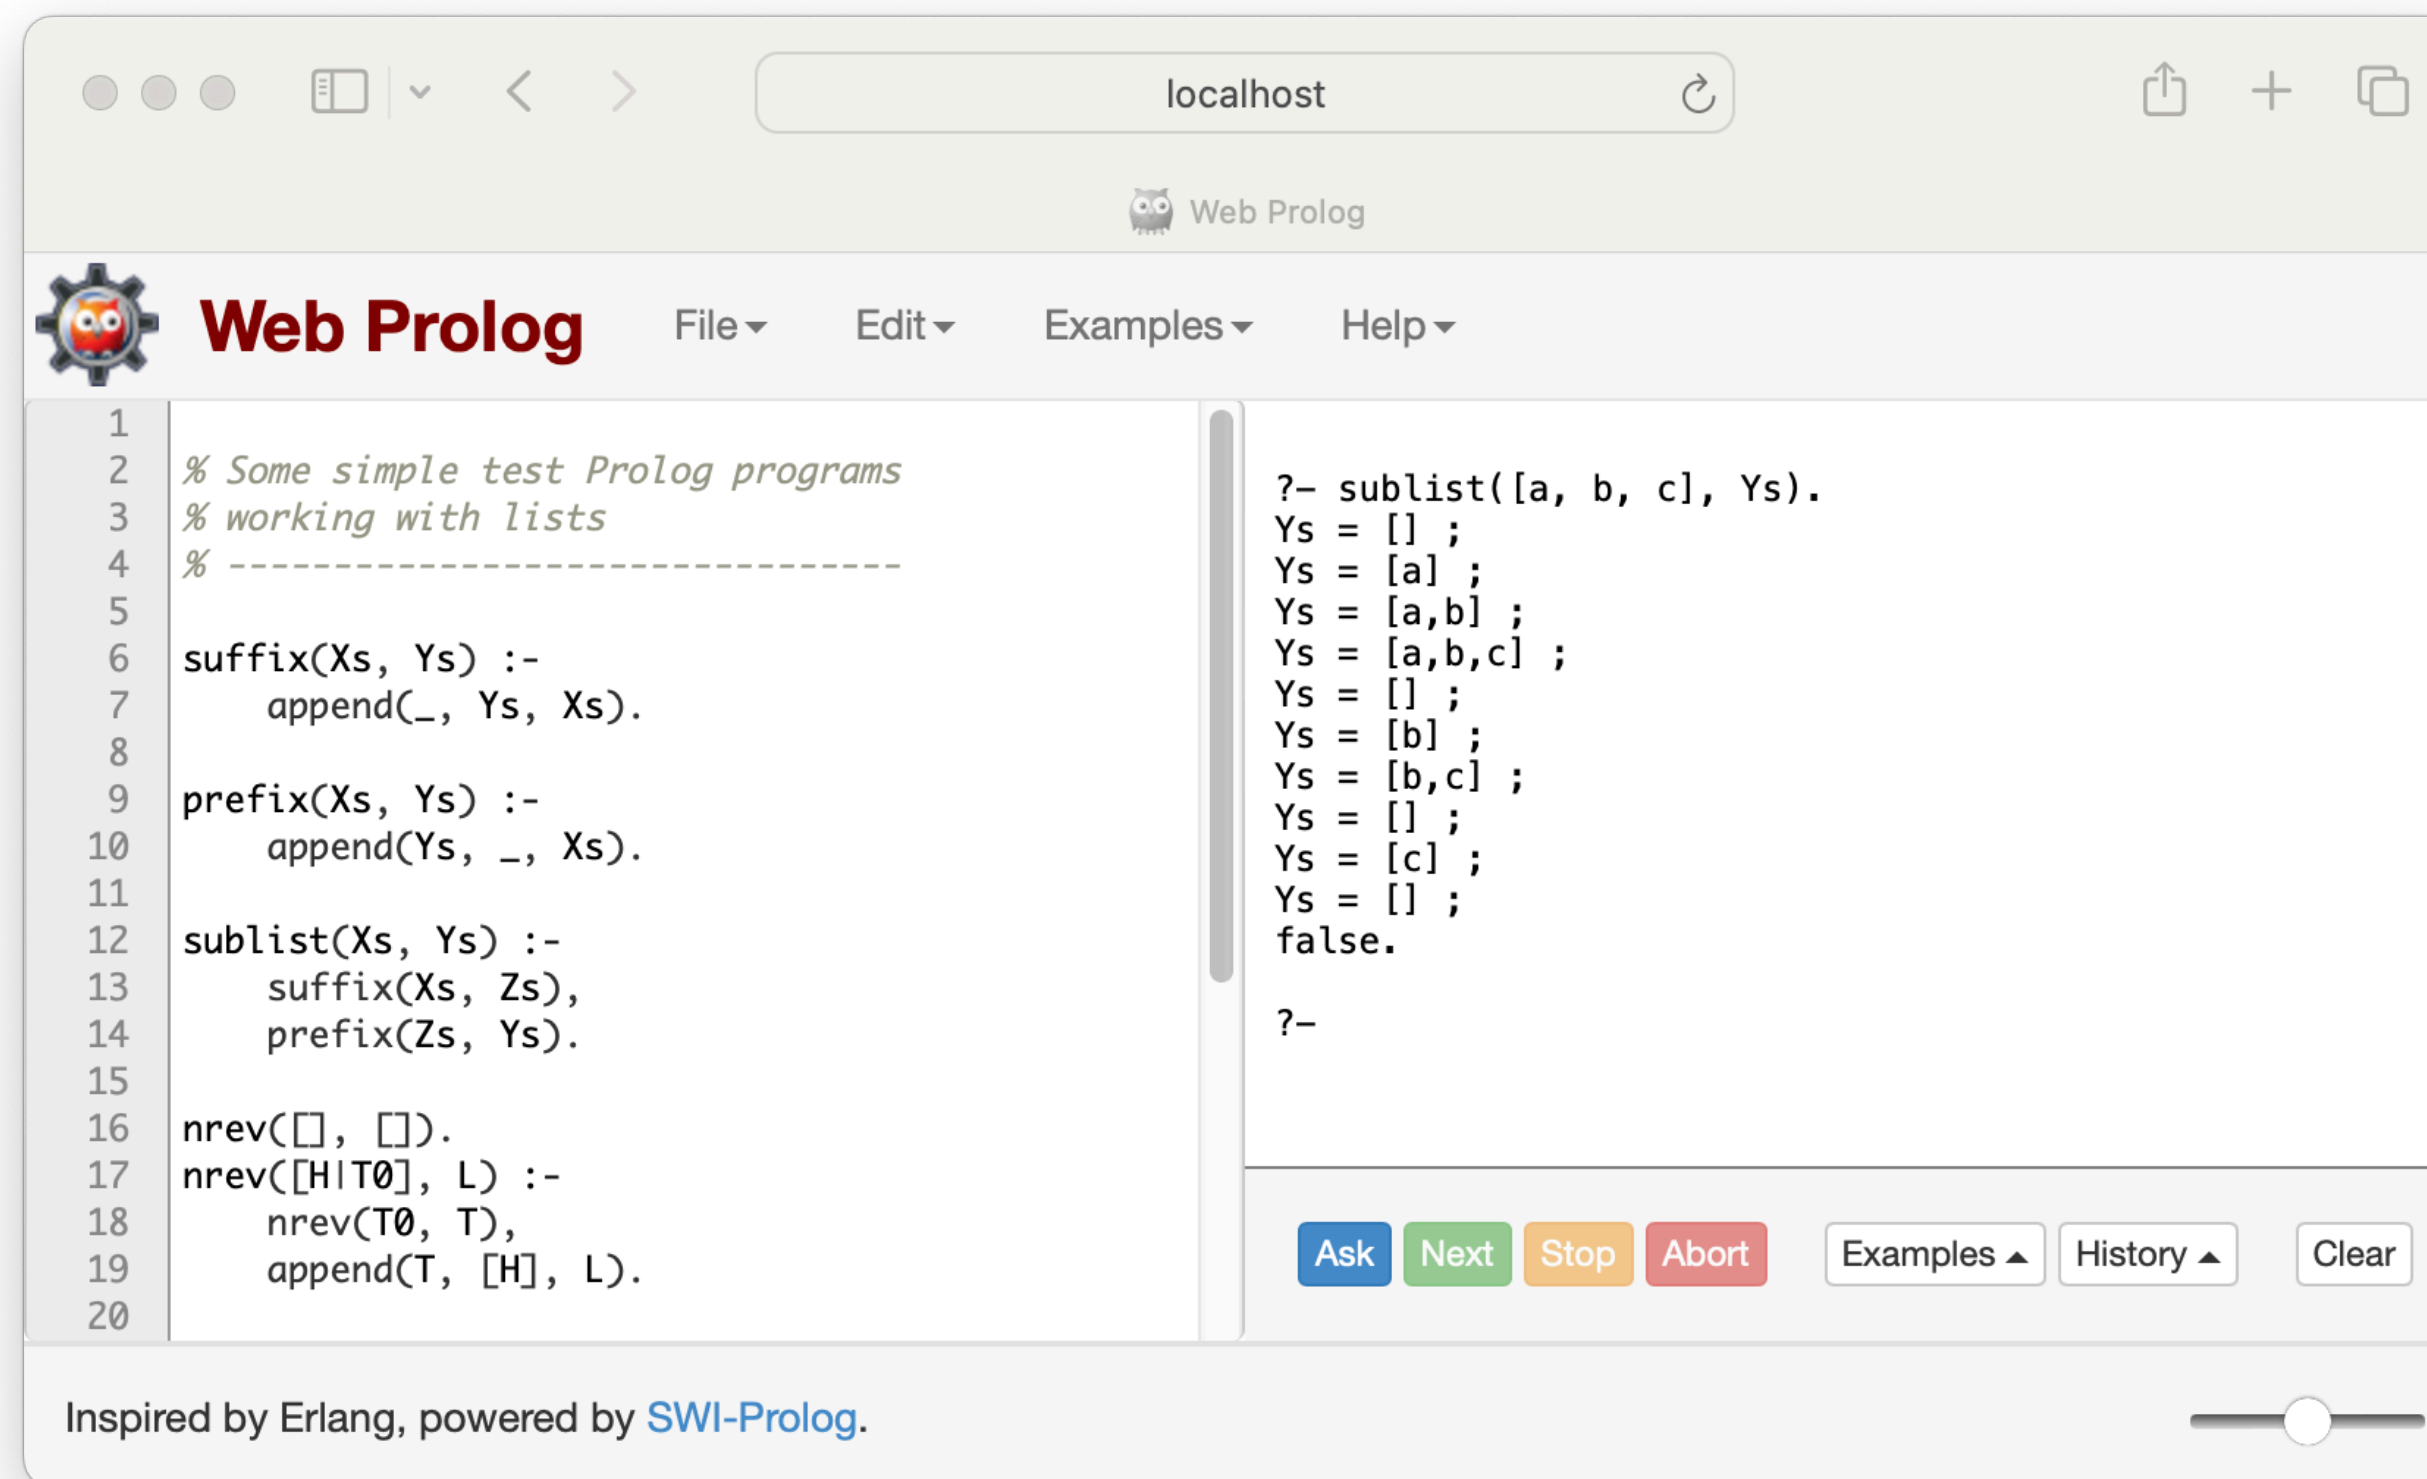 localhost
Web Prolog
Web Prolog File Edit Examples Help
1
2 % Some simple test Prolog programs
3 % working with lists
4 % --------------------------------
5
6 suffix(Xs, Ys) :-
7     append(_, Ys, Xs).
8
9 prefix(Xs, Ys) :-
10     append(Ys, _, Xs).
11
12 sublist(Xs, Ys) :-
13     suffix(Xs, Zs),
14     prefix(Zs, Ys).
15
16 nrev([], []).
17 nrev([H|T0], L) :-
18     nrev(T0, T),
19     append(T, [H], L).
20
?- sublist([a, b, c], Ys).
Ys = [] ;
Ys = [a] ;
Ys = [a,b] ;
Ys = [a,b,c] ;
Ys = [] ;
Ys = [b] ;
Ys = [b,c] ;
Ys = [] ;
Ys = [c] ;
Ys = [] ;
false.
?-
Ask Next Stop Abort Examples History Clear
Inspired by Erlang, powered by SWI-Prolog.